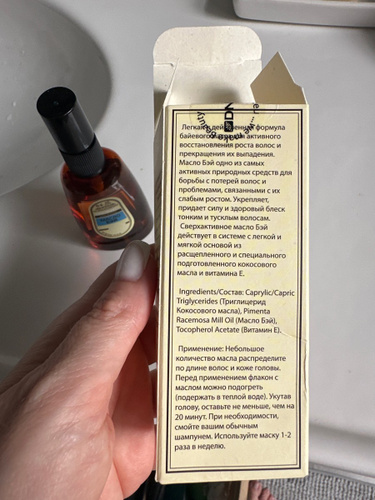 DN
Легкая
формула
байевого
активного
восстановления роста волос и
прекращения их выпадения.
Масло Бэй одно из самых
активных природных средств для
борьбы с потерей волос и
проблемами, связанными с их
слабым ростом. Укрепляет,
придает силу и здоровый блеск
тонким и тусклым волосам.
Сверхактивное масло Бэй
действует в системе с легкой и
мягкой основой из
расщепленного и специального
подготовленного кокосового
масла и витамина Е.
Ingredients/Состав: Caprylic/Capric
Triglycerides (Триглицерид
Кокосового масла), Pimenta
Racemosa Mill Oil (Масло Бэй),
Tocopherol Acetate (Витамин Е).
Применение: Небольшое
количество масла распределите
по длине волос и коже головы.
Перед применением флакон с
маслом можно подогреть
(подержать в теплой воде). Укутав
голову, оставьте не меньше, чем на
20 минут. При необходимости,
смойте вашим обычным
шампунем. Используйте маску 1-2
раза в неделю.